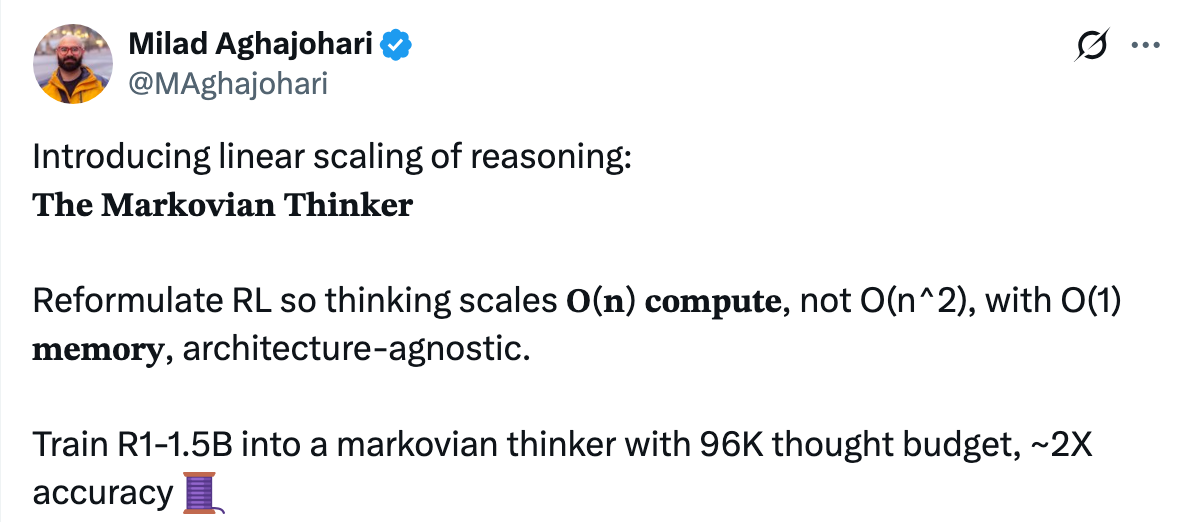 Milad Aghajohari
@MAghajohari
Introducing linear scaling of reasoning:
The Markovian Thinker
Reformulate RL so thinking scales O(n) compute, not O(n^2), with O(1)
memory, architecture-agnostic.
Train R1-1.5B into a markovian thinker with 96K thought budget, ~2X
accuracy 🧵